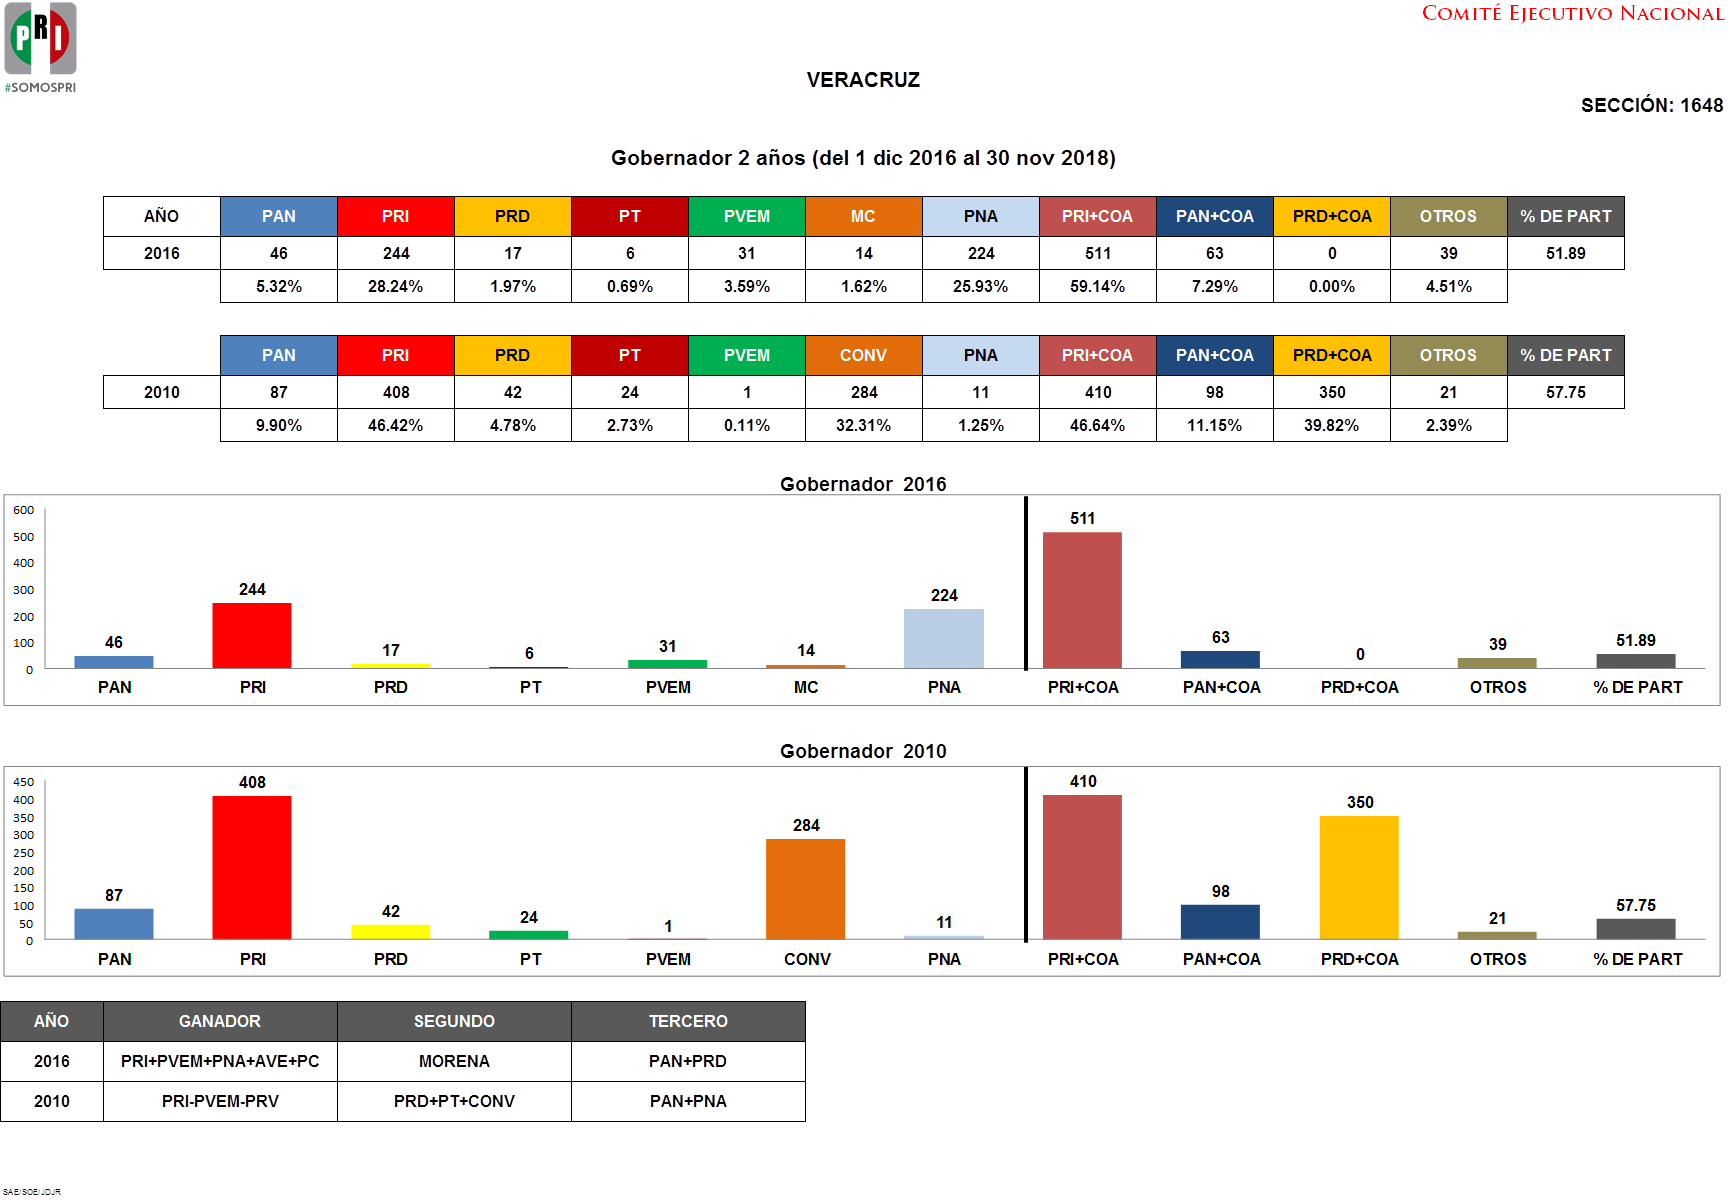 PRI
#SOMOSPRI
COMITÉ EJECUTIVO NACIONAL
VERACRUZ
SECCIÓN: 1648
Gobernador 2 años (del 1 dic 2016 al 30 nov 2018)
AÑO PAN PRI PRD PT PVEM MC PNA PRI+COA PAN+COA PRD+COA OTROS % DE PART
2016 46 244 17 6 31 14 224 511 63 0 39 51.89
5.32% 28.24% 1.97% 0.69% 3.59% 1.62% 25.93% 59.14% 7.29% 0.00% 4.51%
PAN PRI PRD PT PVEM CONV PNA PRI+COA PAN+COA PRD+COA OTROS % DE PART
2010 87 408 42 24 1 284 11 410 98 350 21 57.75
9.90% 46.42% 4.78% 2.73% 0.11% 32.31% 1.25% 46.64% 11.15% 39.82% 2.39%
Gobernador 2016
600
500
400
300
200
100
0
46 244 17 6 31 14 224 511 63 0 39 51.89
PAN PRI PRD PT PVEM MC PNA PRI+COA PAN+COA PRD+COA OTROS % DE PART
Gobernador 2010
450
400
350
300
250
200
150
100
50
0
87 408 42 24 1 284 11 410 98 350 21 57.75
PAN PRI PRD PT PVEM CONV PNA PRI+COA PAN+COA PRD+COA OTROS % DE PART
AÑO GANADOR SEGUNDO TERCERO
2016 PRI+PVEM+PNA+AVE+PC MORENA PAN+PRD
2010 PRI-PVEM-PRV PRD+PT+CONV PAN+PNA
SAE/SOE/JDJR